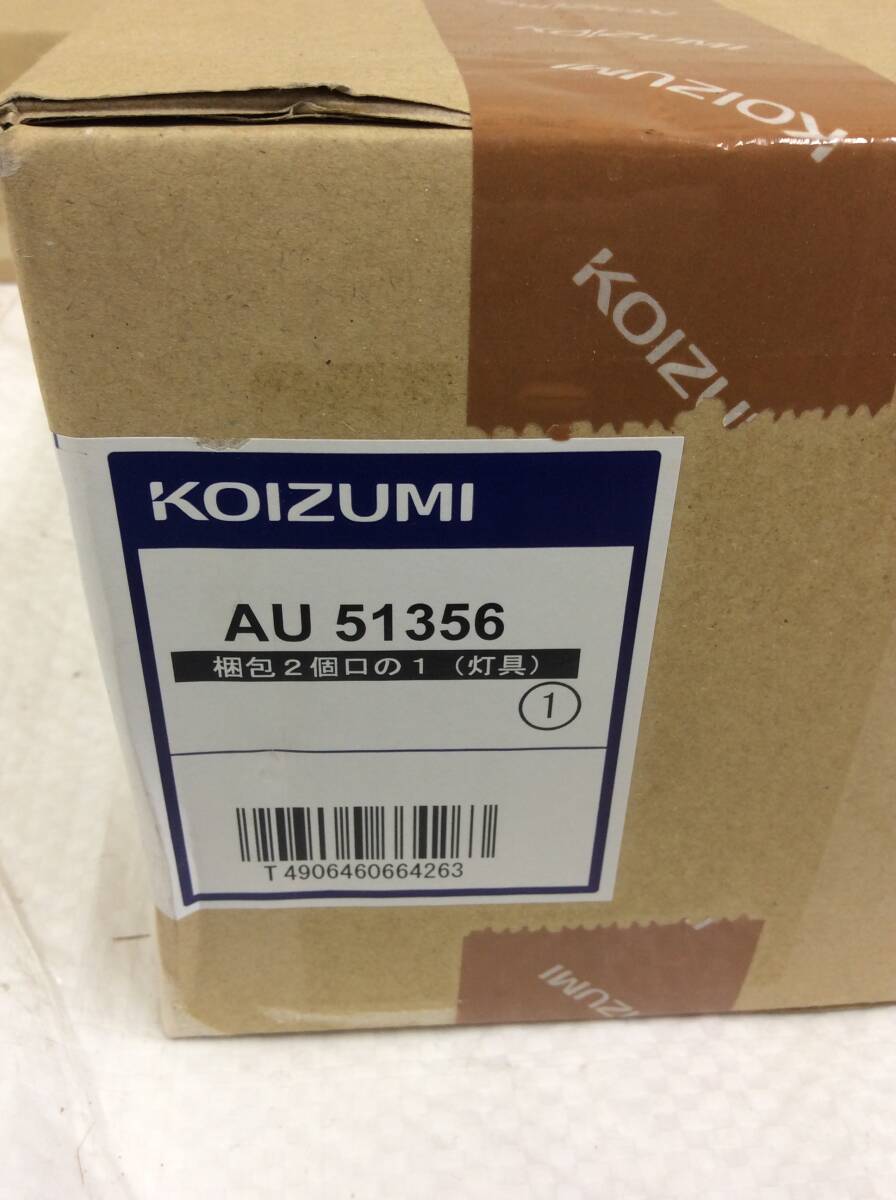 KOIZUMI
KOIZUMI
KOIZUMI
KOIZUMI
AU 51356
梱包2個口の1（灯具）
1
T 4906460664263
KOIZUMI